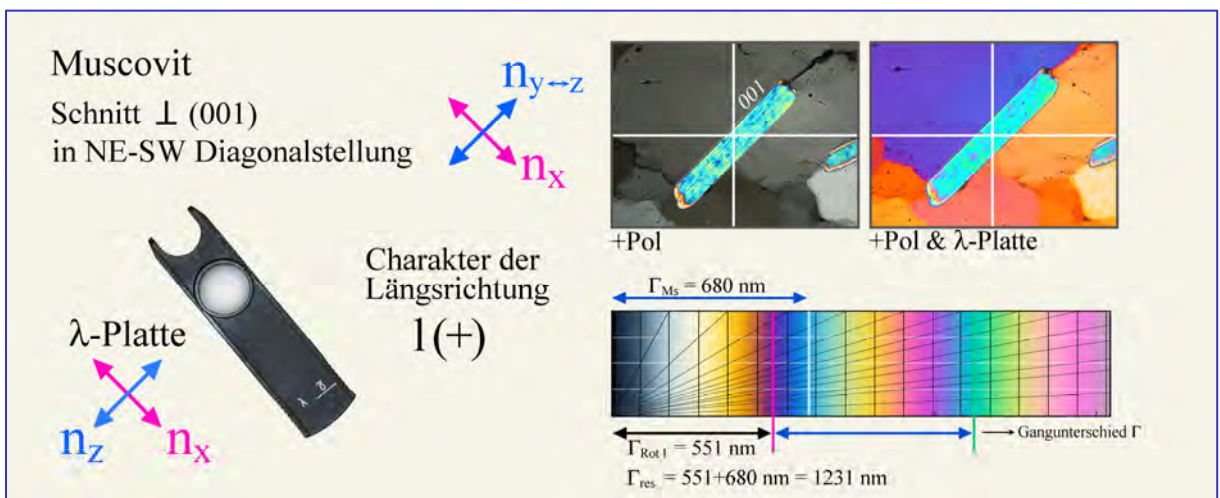 Muscovit
Schnitt ⊥ (001)
in NE-SW Diagonalstellung
n_y↔z
n_x
001
+Pol
+Pol & λ-Platte
Charakter der
Längsrichtung
l(+)
λ-Platte
n_z
n_x
λ
Γ_Ms = 680 nm
Γ_Rot I = 551 nm
Gangunterschied Γ
Γ_res = 551+680 nm = 1231 nm